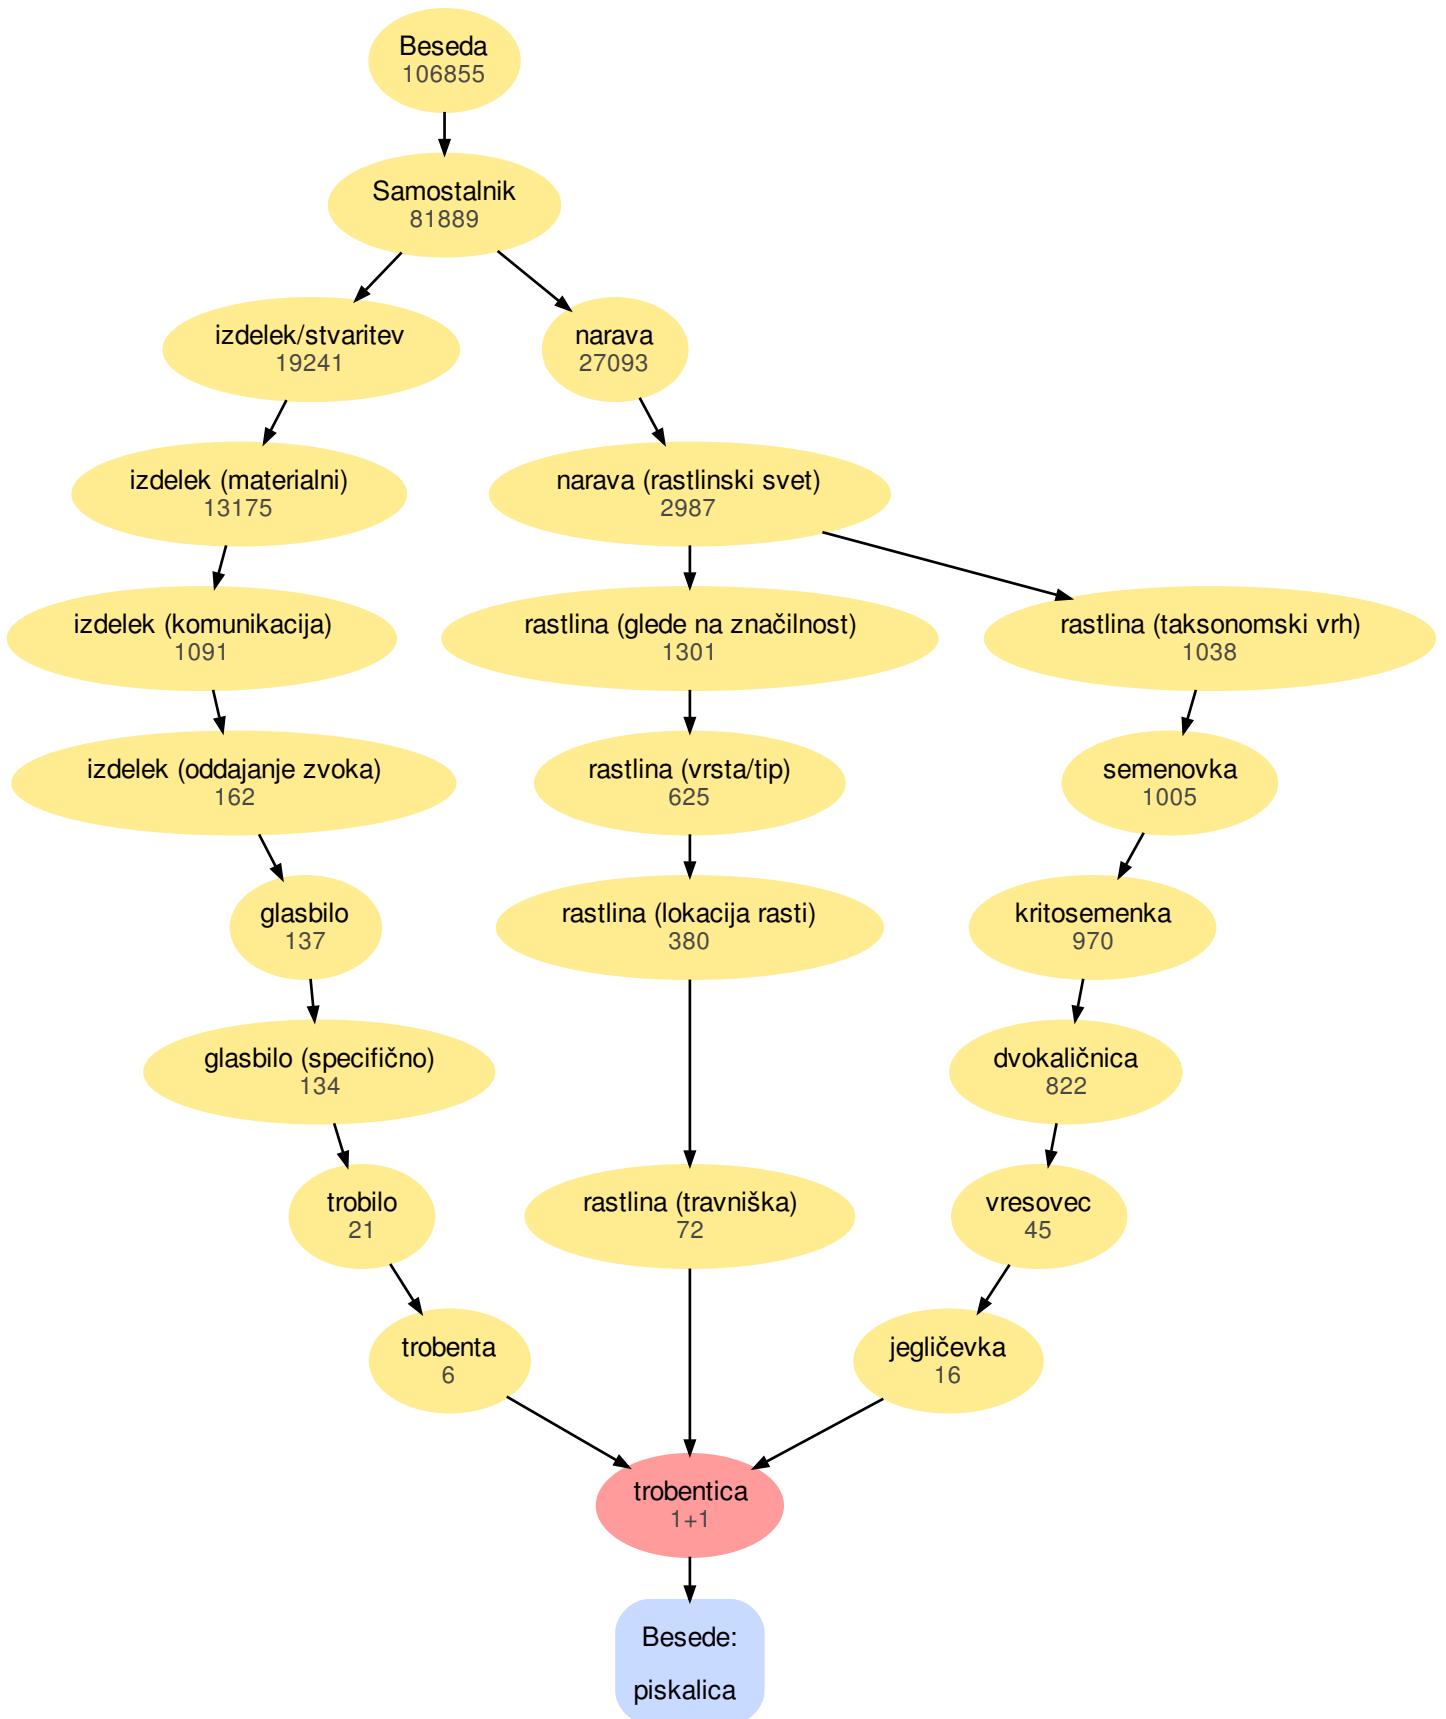 Beseda
106855
Samostalnik
81889
izdelek/stvaritev
19241
narava
27093
izdelek (materialni)
13175
narava (rastlinski svet)
2987
izdelek (komunikacija)
1091
rastlina (glede na značilnost)
1301
rastlina (taksonomski vrh)
1038
izdelek (oddajanje zvoka)
162
rastlina (vrsta/tip)
625
semenovka
1005
glasbilo
137
rastlina (lokacija rasti)
380
kritosemenka
970
glasbilo (specifično)
134
dvokaličnica
822
trobilo
21
rastlina (travniška)
72
vresovec
45
trobenta
6
jegličevka
16
trobentica
1+1
Besede:
piskalica